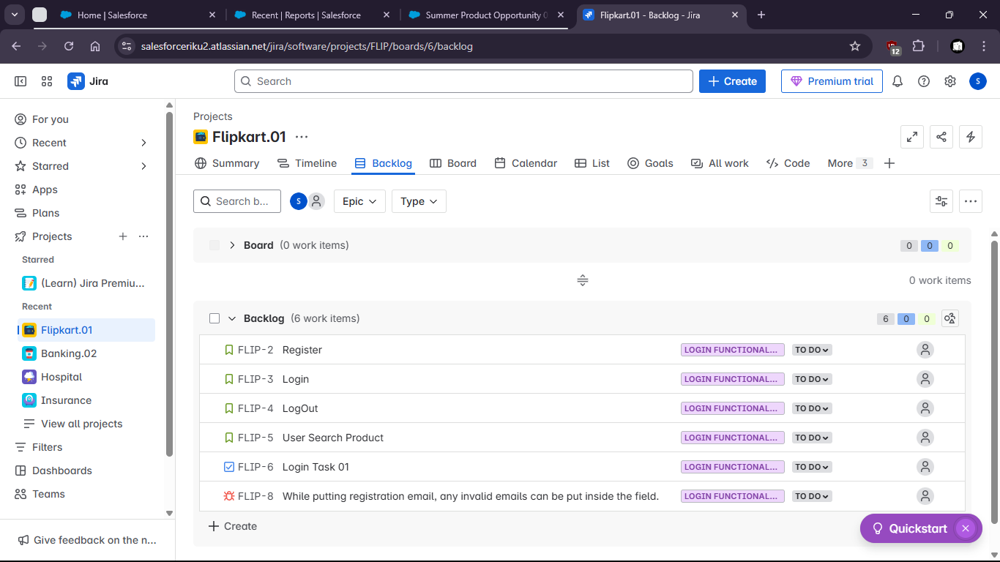 Home | Salesforce
Recent | Reports | Salesforce
Summer Product Opportunity
Flipkart.01 - Backlog - Jira
salesforceriku2.atlassian.net/jira/software/projects/FLIP/boards/6/backlog
12
Jira
Search
Create
Premium trial
S
For you
Recent
Starred
Apps
Plans
Projects
Starred
(Learn) Jira Premiu...
Recent
Flipkart.01
Banking.02
Hospital
Insurance
View all projects
Filters
Dashboards
Teams
Give feedback on the n...
Projects
Flipkart.01
Summary Timeline Backlog Board Calendar List Goals All work Code More 3
Search b...
S
Epic
Type
Board (0 work items) 0 0 0
0 work items
Backlog (6 work items) 6 0 0
FLIP-2 Register LOGIN FUNCTIONAL... TO DO
FLIP-3 Login LOGIN FUNCTIONAL... TO DO
FLIP-4 LogOut LOGIN FUNCTIONAL... TO DO
FLIP-5 User Search Product LOGIN FUNCTIONAL... TO DO
FLIP-6 Login Task 01 LOGIN FUNCTIONAL... TO DO
FLIP-8 While putting registration email, any invalid emails can be put inside the field. LOGIN FUNCTIONAL... TO DO
Create
Quickstart